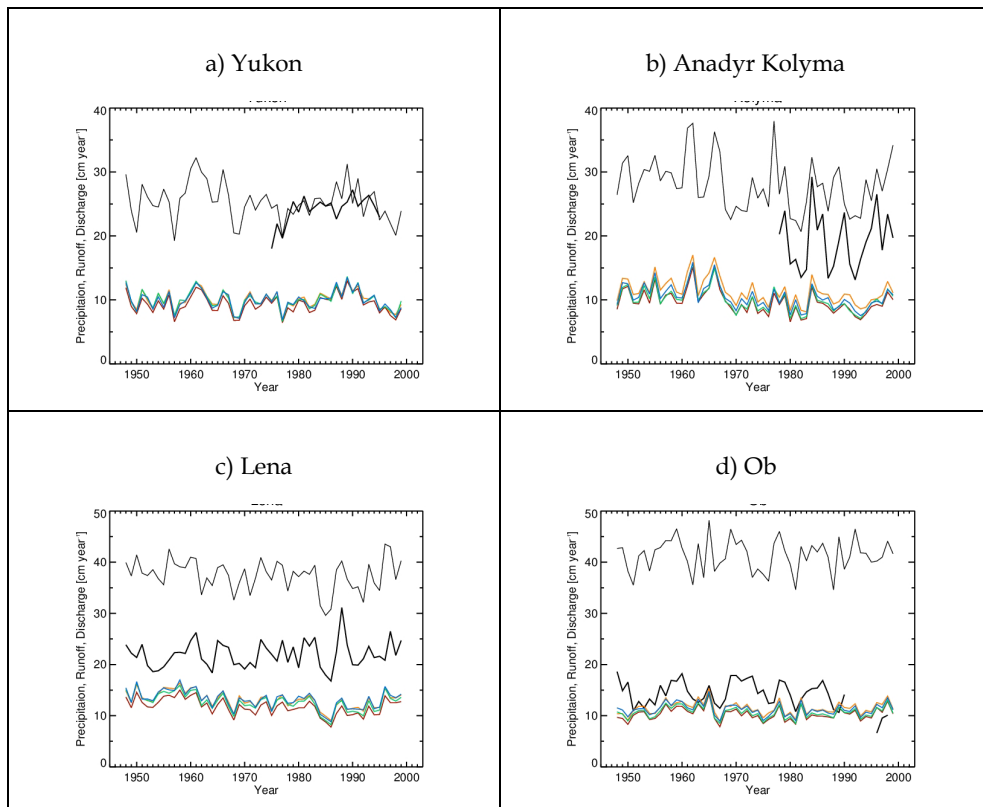 a) Yukon
b) Anadyr Kolyma
40
30
20
10
0
Precipitaion, Runoff, Discharge [cm year⁻¹]
1950 1960 1970 1980 1990 2000
Year
40
30
20
10
0
Precipitaion, Runoff, Discharge [cm year⁻¹]
1950 1960 1970 1980 1990 2000
Year
c) Lena
d) Ob
50
40
30
20
10
0
Precipitaion, Runoff, Discharge [cm year⁻¹]
1950 1960 1970 1980 1990 2000
Year
50
40
30
20
10
0
Precipitaion, Runoff, Discharge [cm year⁻¹]
1950 1960 1970 1980 1990 2000
Year